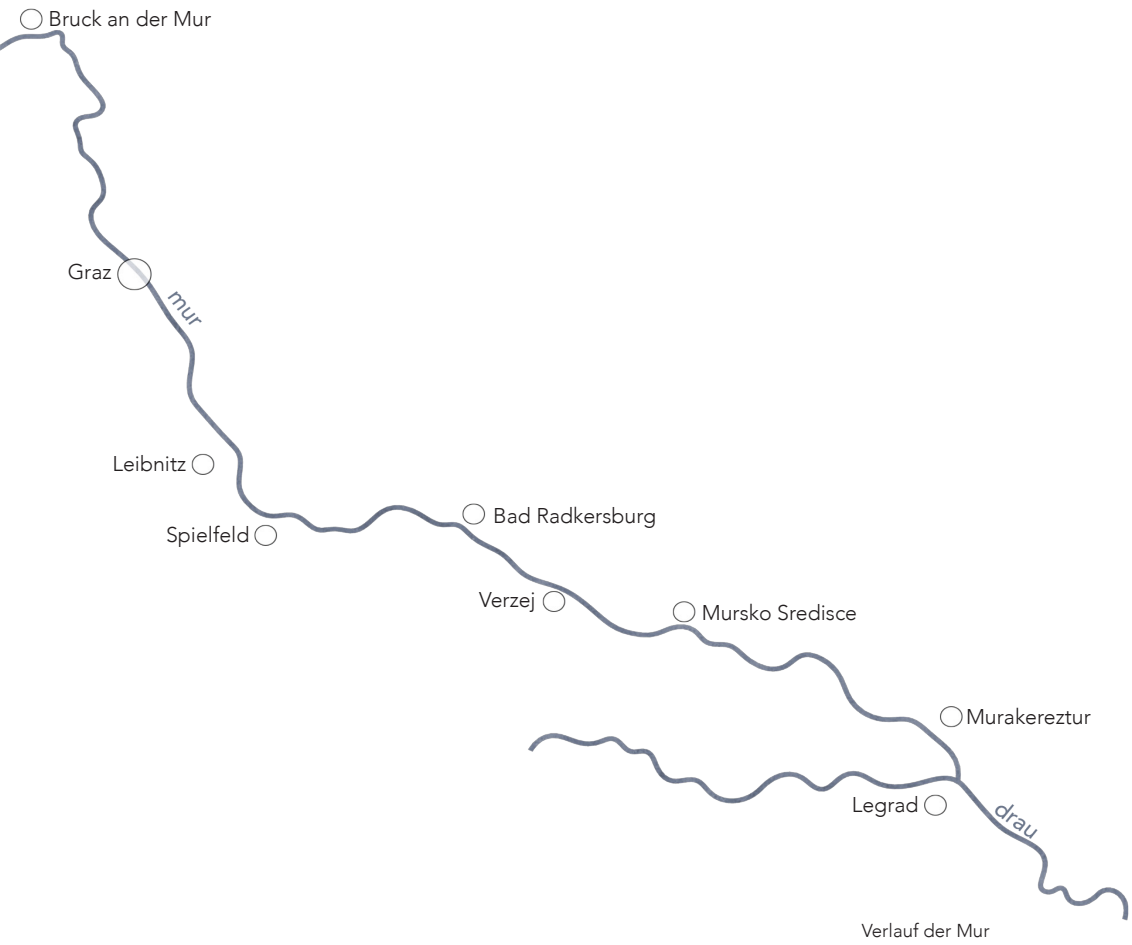 Bruck an der Mur
Graz
mur
Leibnitz
Bad Radkersburg
Spielfeld
Verzej
Mursko Sredisce
Murakereztur
Legrad
drau
Verlauf der Mur